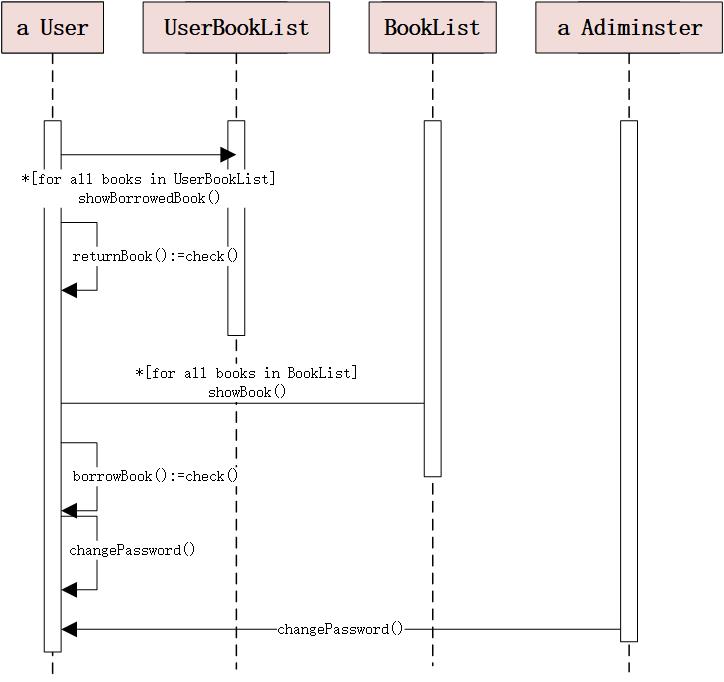 a User
UserBookList
BookList
a Adiminster
*[for all books in UserBookList]
showBorrowedBook()
returnBook():=check()
*[for all books in BookList]
showBook()
borrowBook():=check()
changePassword()
changePassword()